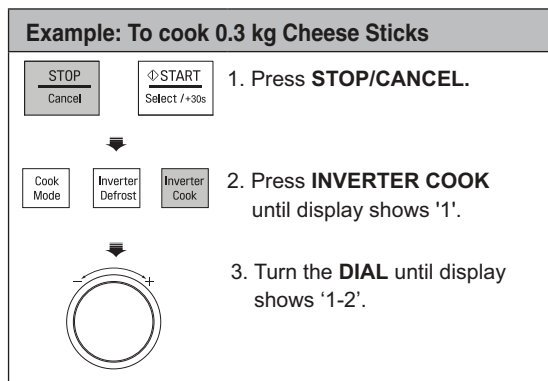 Example: To cook 0.3 kg Cheese Sticks
STOP
Cancel
START
Select /+30s
1. Press STOP/CANCEL.
Cook
Mode
Inverter
Defrost
Inverter
Cook
2. Press INVERTER COOK
until display shows '1'.
- +
3. Turn the DIAL until display
shows ‘1-2’.